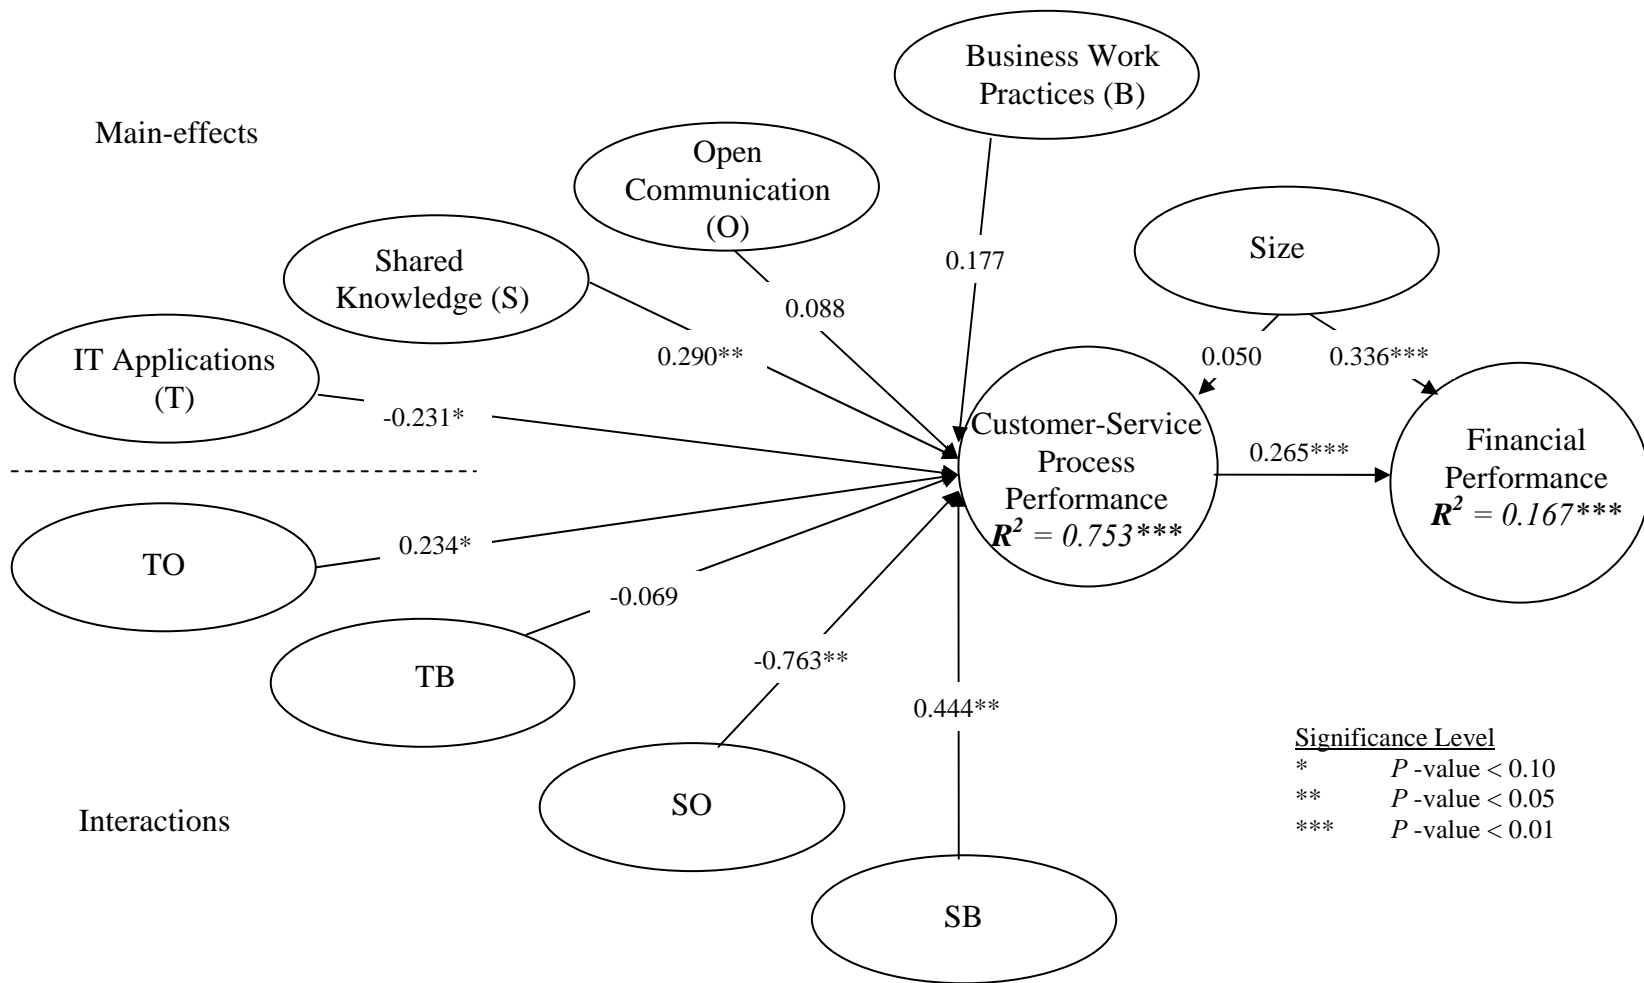 Business Work
Practices (B)
Main-effects
Open
Communication
(O)
Shared
Knowledge (S)
Size
0.177
0.088
0.290**
0.050
0.336***
IT Applications
(T)
-0.231*
Customer-Service
Process
Performance
R² = 0.753***
0.265***
Financial
Performance
R² = 0.167***
TO
0.234*
TB
-0.069
-0.763**
0.444**
SO
SB
Interactions
Significance Level
* P -value < 0.10
** P -value < 0.05
*** P -value < 0.01